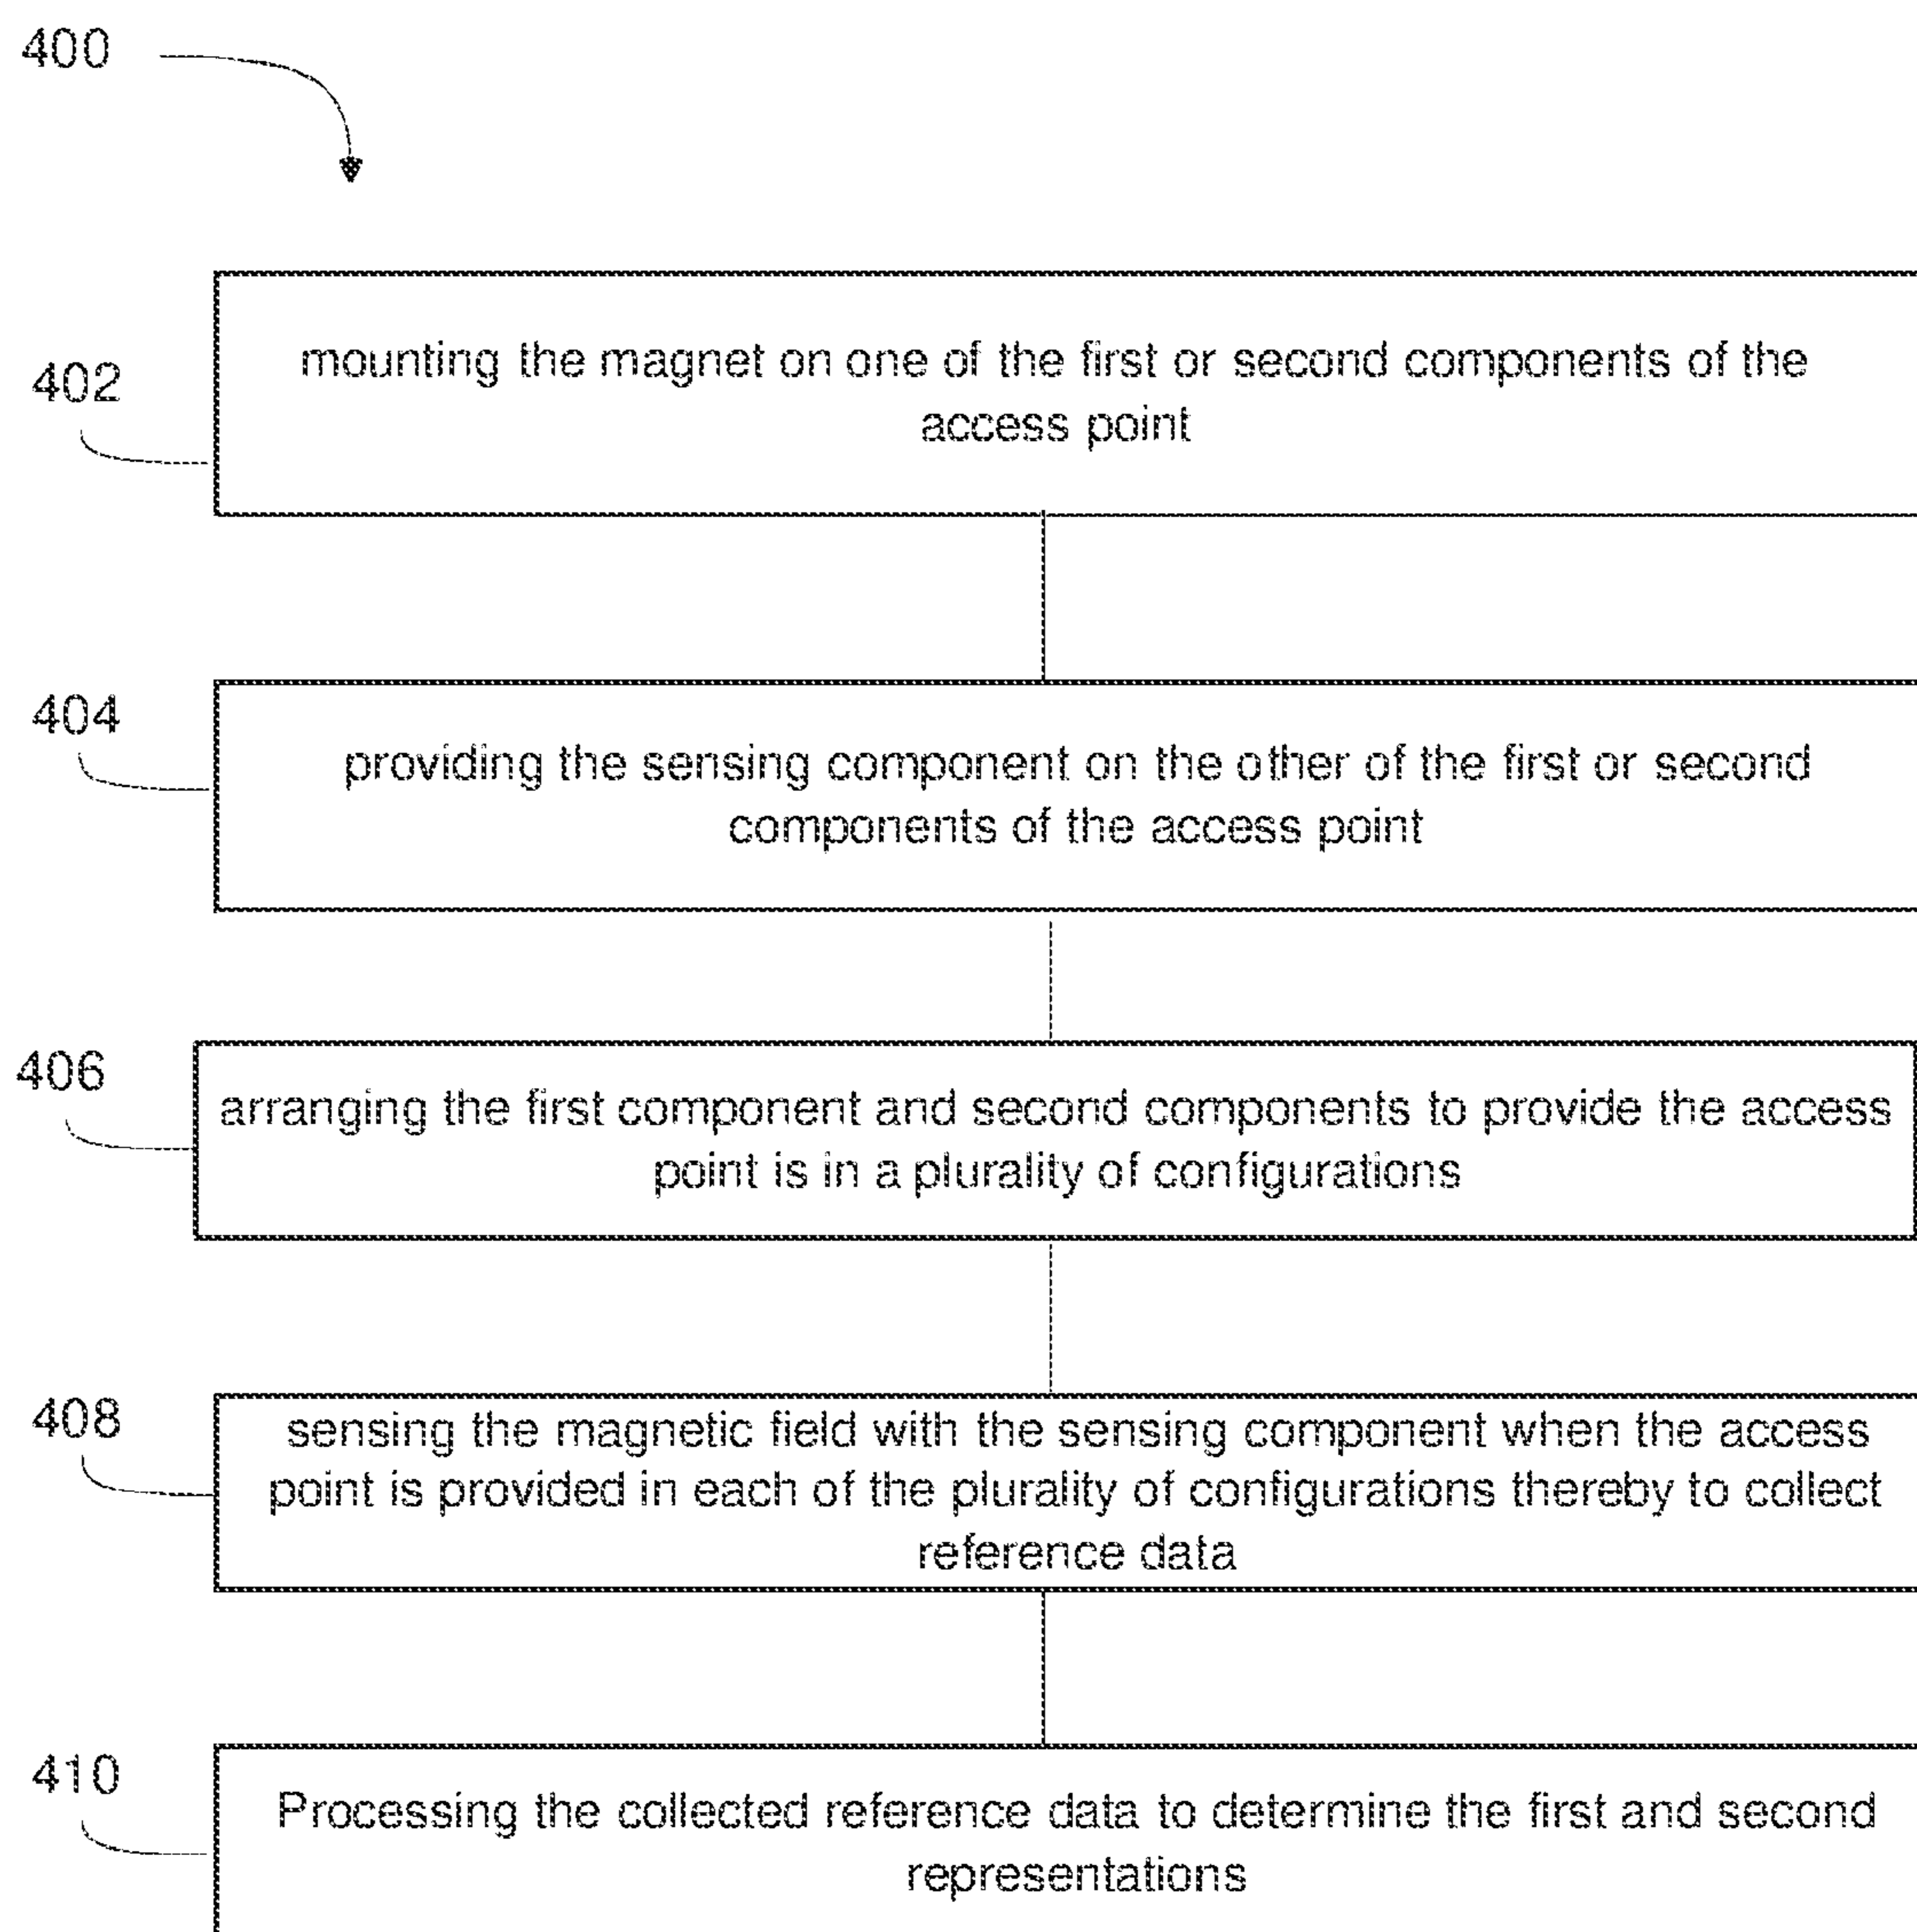 400
402
mounting the magnet on one of the first or second components of the
access point
404
providing the sensing component on the other of the first or second
components of the access point
406
arranging the first component and second components to provide the access
point is in a plurality of configurations
408
sensing the magnetic field with the sensing component when the access
point is provided in each of the plurality of configurations thereby to collect
reference data
410
Processing the collected reference data to determine the first and second
representations